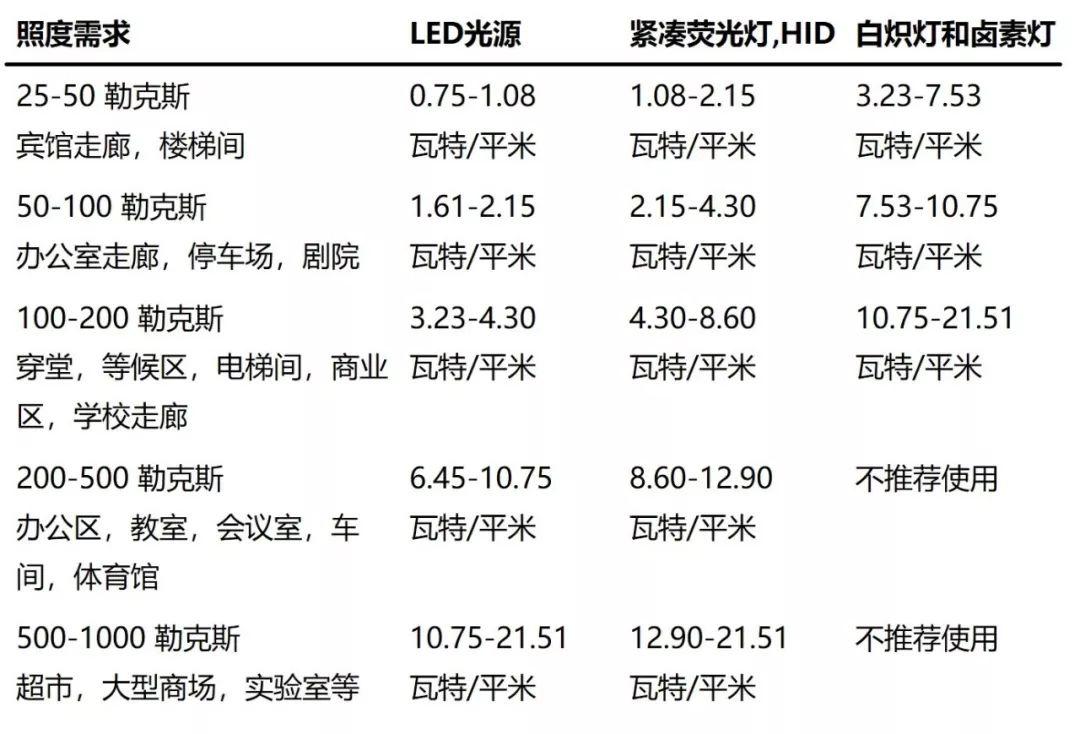 照度需求 LED光源 紧凑荧光灯,HID 白炽灯和卤素灯
25-50 勒克斯 0.75-1.08 1.08-2.15 3.23-7.53
宾馆走廊，楼梯间 瓦特/平米 瓦特/平米 瓦特/平米
50-100 勒克斯 1.61-2.15 2.15-4.30 7.53-10.75
办公室走廊，停车场，剧院 瓦特/平米 瓦特/平米 瓦特/平米
100-200 勒克斯 3.23-4.30 4.30-8.60 10.75-21.51
穿堂，等候区，电梯间，商业 瓦特/平米 瓦特/平米 瓦特/平米
区，学校走廊
200-500 勒克斯 6.45-10.75 8.60-12.90 不推荐使用
办公区，教室，会议室，车 瓦特/平米 瓦特/平米
间，体育馆
500-1000 勒克斯 10.75-21.51 12.90-21.51 不推荐使用
超市，大型商场，实验室等 瓦特/平米 瓦特/平米